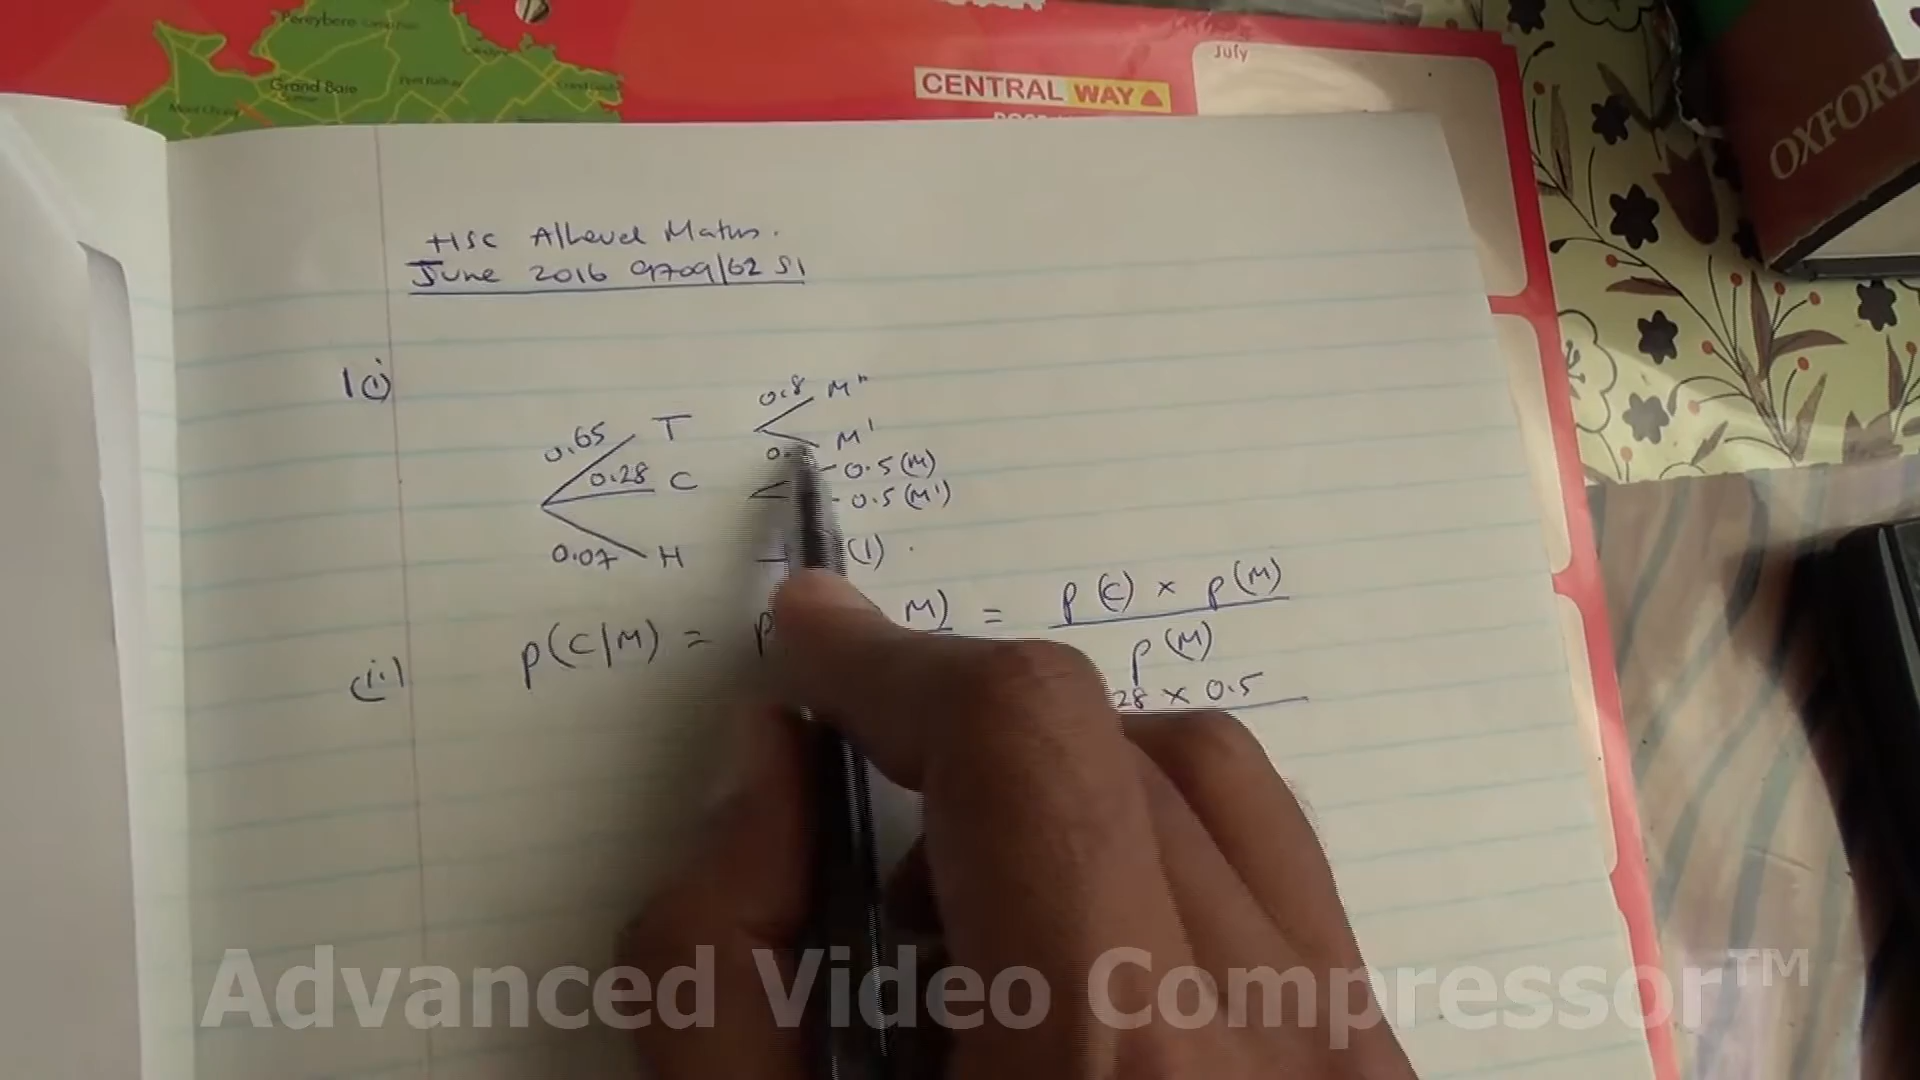 Pereybere
Grand Baie
July
CENTRAL WAY
OXFORD
HSC A/Level Maths.
June 2016 9709/62 S1
1 (i)
0.65 T
0.8 M"
M'
0.28 C
0.5 (M)
0.5 (M')
0.07 H
(1)
(ii) p(C|M) = p M) = p(C) x p(M)
p(M)
28 x 0.5
Advanced Video Compressor™